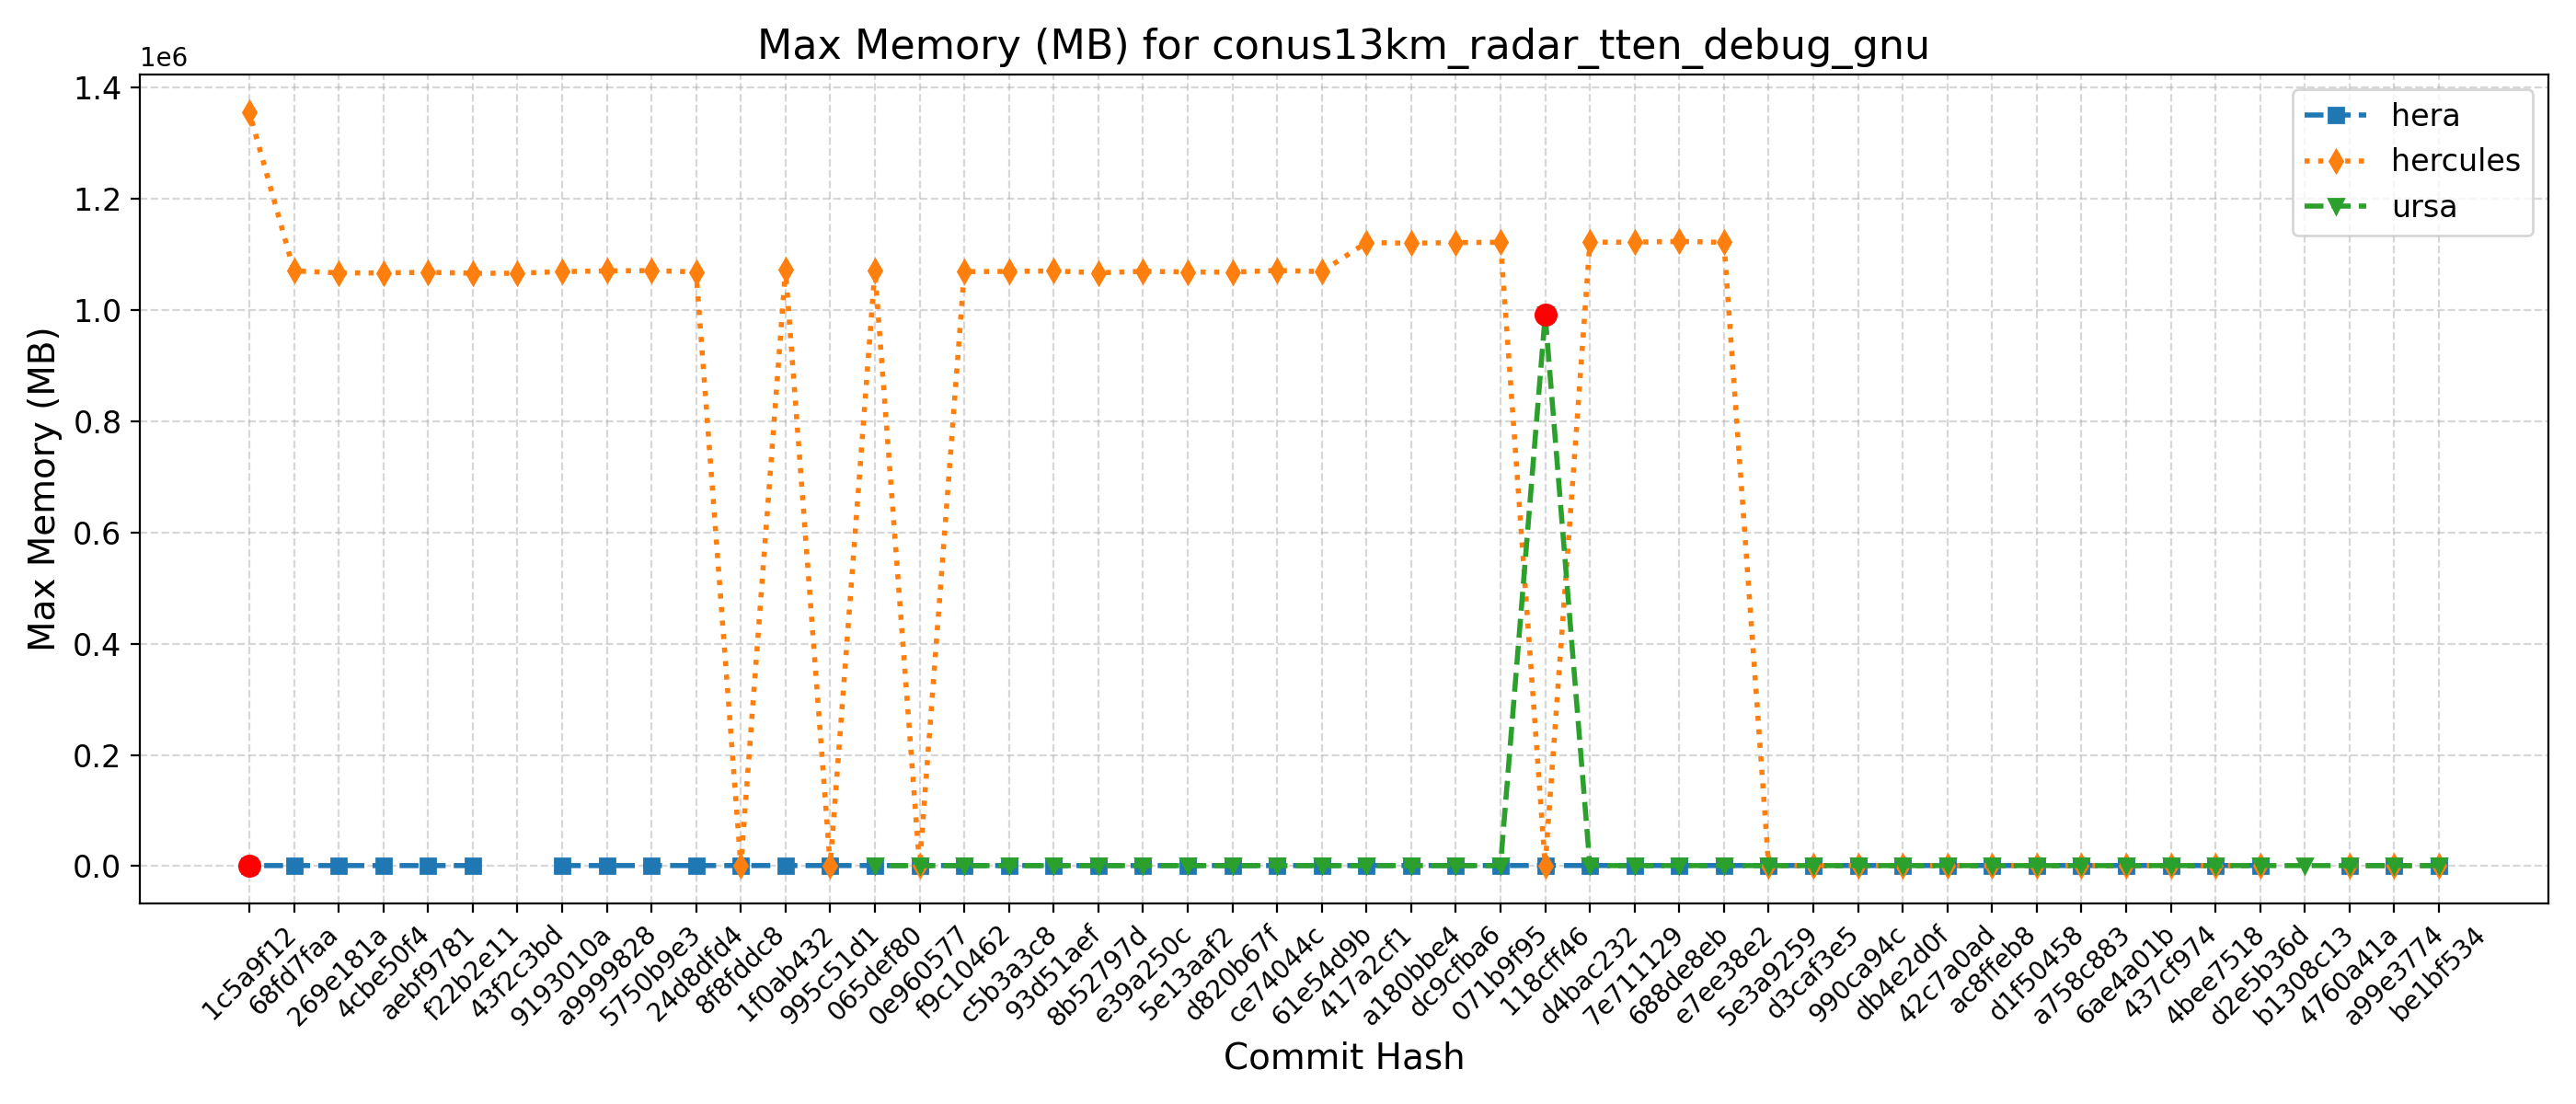 Max Memory (MB) for conus13km_radar_tten_debug_gnu
1e6
1.4
1.2
1.0
0.8
0.6
0.4
0.2
0.0
Max Memory (MB)
hera
hercules
ursa
1c5a9f12
68fd7faa
269e181a
4cbe50f4
aebf9781
f22b2e11
43f2c3bd
9193010a
a9999828
5750b9e3
24d8dfd4
8f8fddc8
1f0ab432
995c51d1
065def80
0e960577
f9c10462
c5b3a3c8
93d51aef
8b52797d
e39a250c
5e13aaf2
d820b67f
ce74044c
61e54d9b
417a2cf1
a180bbe4
dc9cfba6
071b9f95
118cff46
d4bac232
7e711129
688de8eb
e7ee38e2
5e3a9259
d3caf3e5
990ca94c
db4e2d0f
42c7a0ad
ac8ffeb8
d1f50458
a758c883
6ae4a01b
437cf974
4bee7518
d2e5b36d
b1308c13
4760a41a
a99e3774
be1bf534
Commit Hash